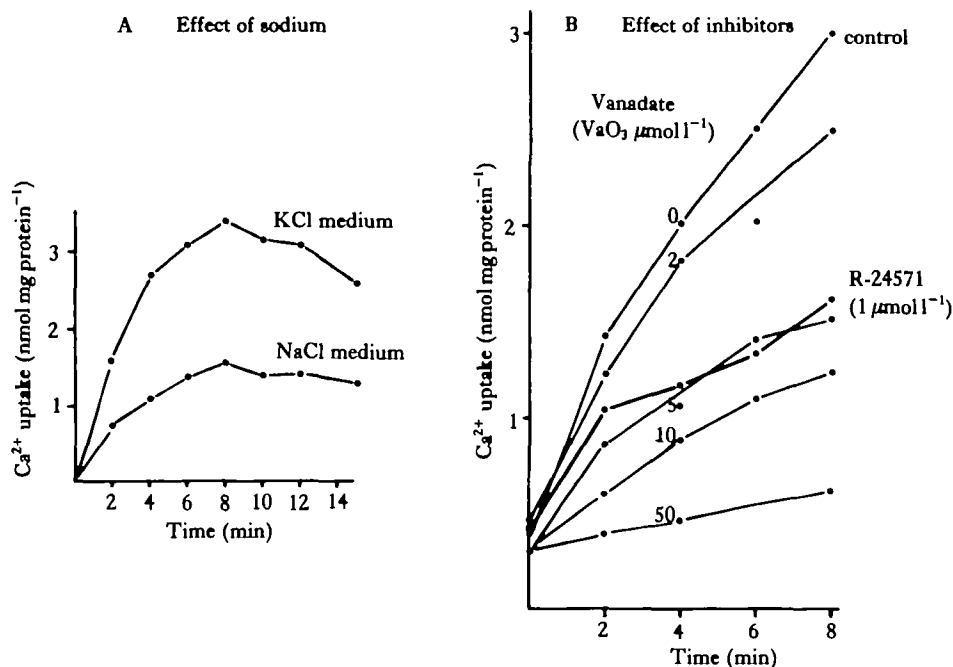 A Effect of sodium
Ca²⁺ uptake (nmol mg protein⁻¹)
3
2
1
KCl medium
NaCl medium
2 4 6 8 10 12 14
Time (min)
B Effect of inhibitors
Ca²⁺ uptake (nmol mg protein⁻¹)
3
2
1
control
Vanadate
(VaO₃ μmol l⁻¹)
0
2
R-24571
(1 μmol l⁻¹)
5
10
50
2 4 6 8
Time (min)